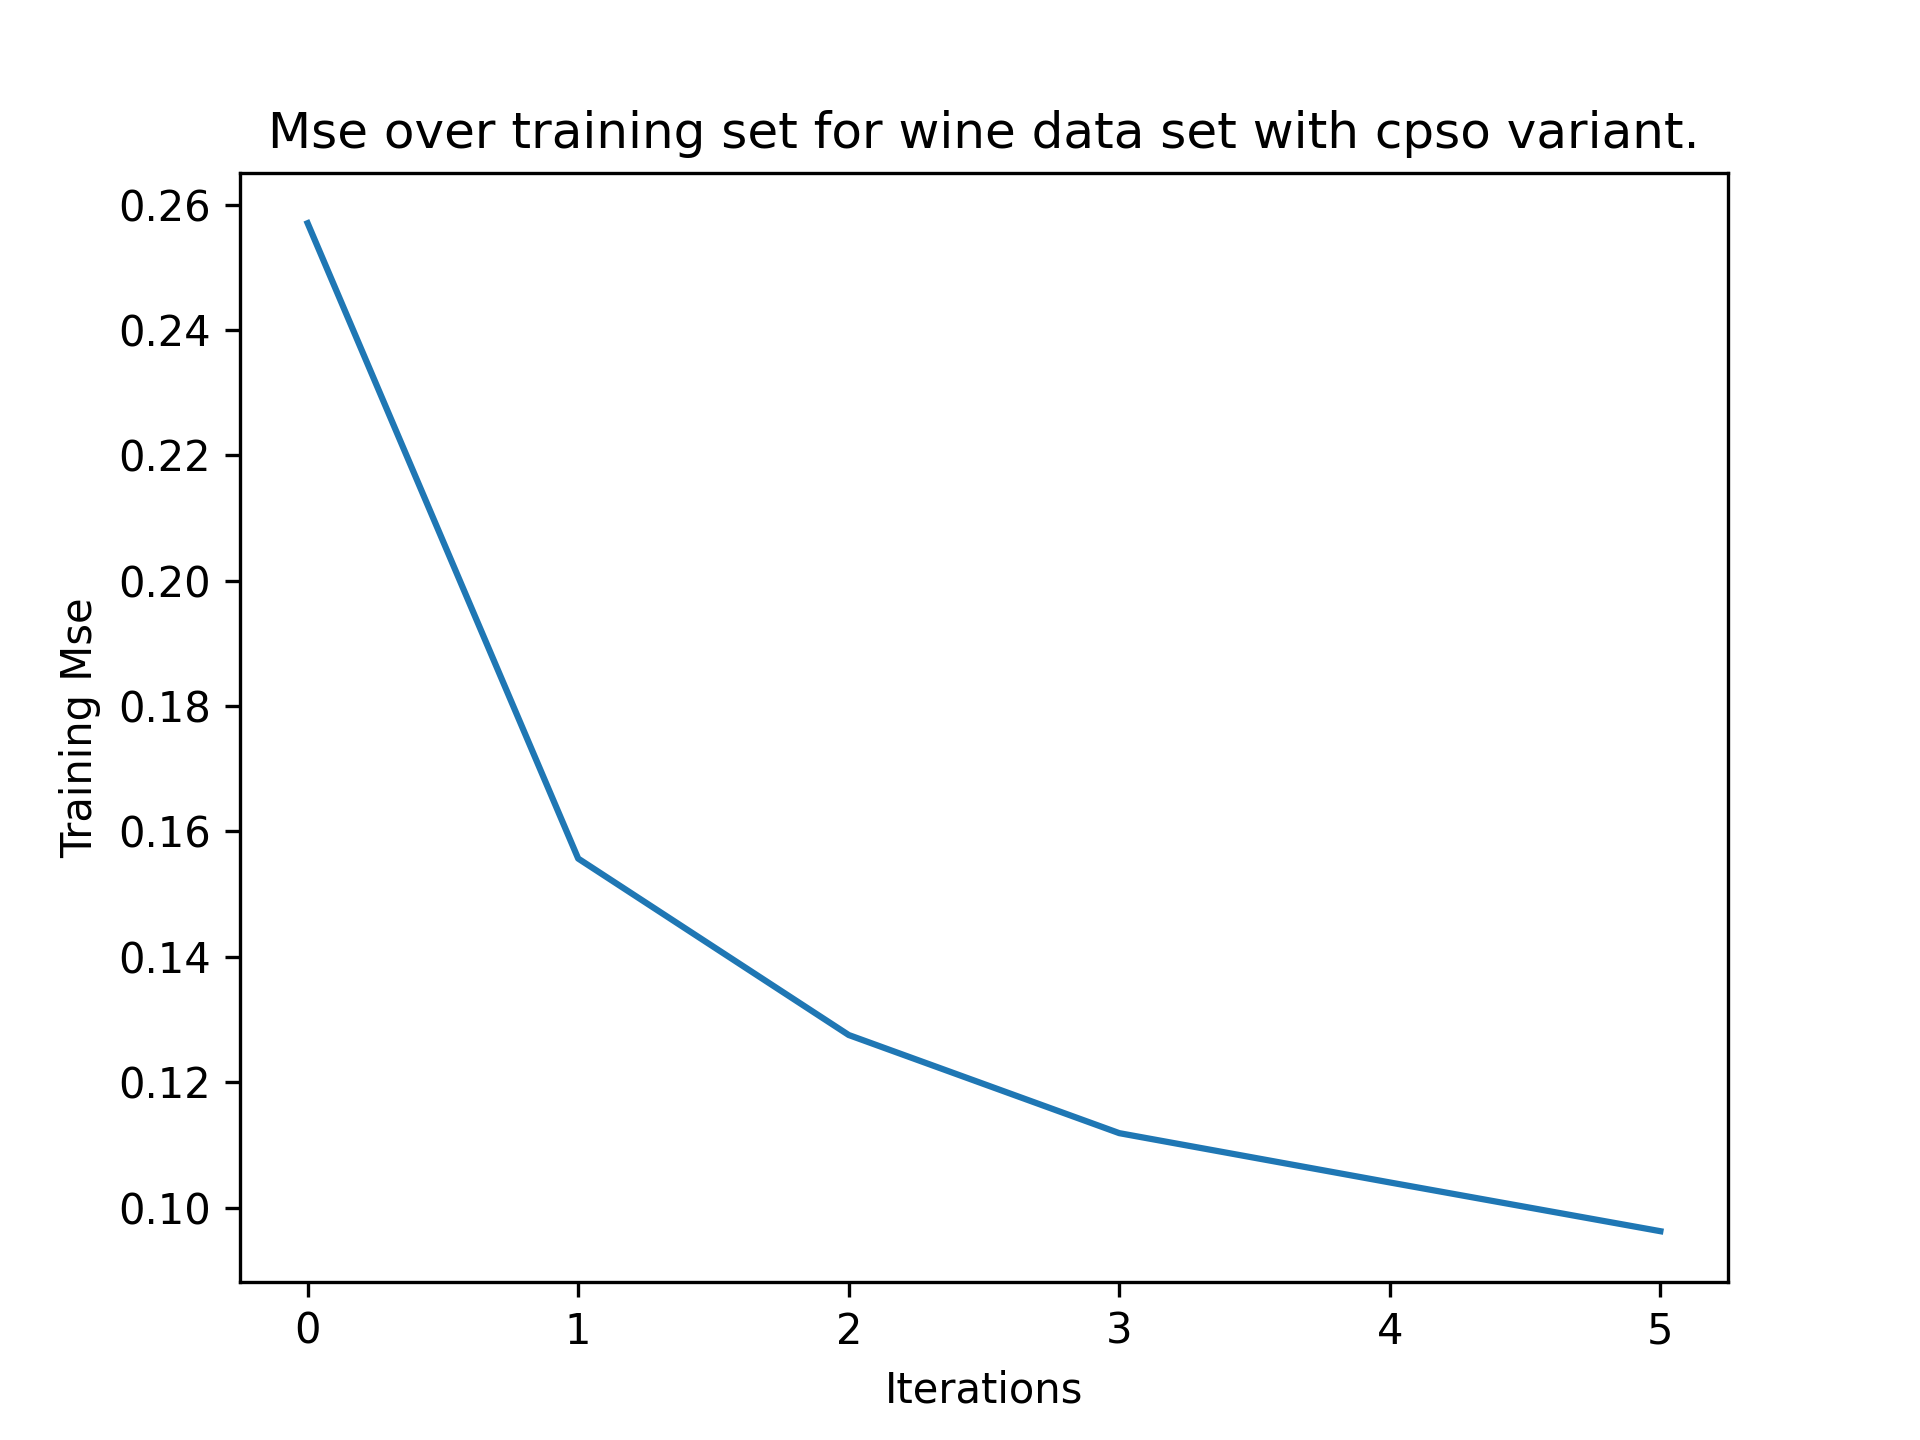 Mse over training set for wine data set with cpso variant.
0.26
0.24
0.22
0.20
0.18
0.16
0.14
0.12
0.10
Training Mse
0 1 2 3 4 5
Iterations